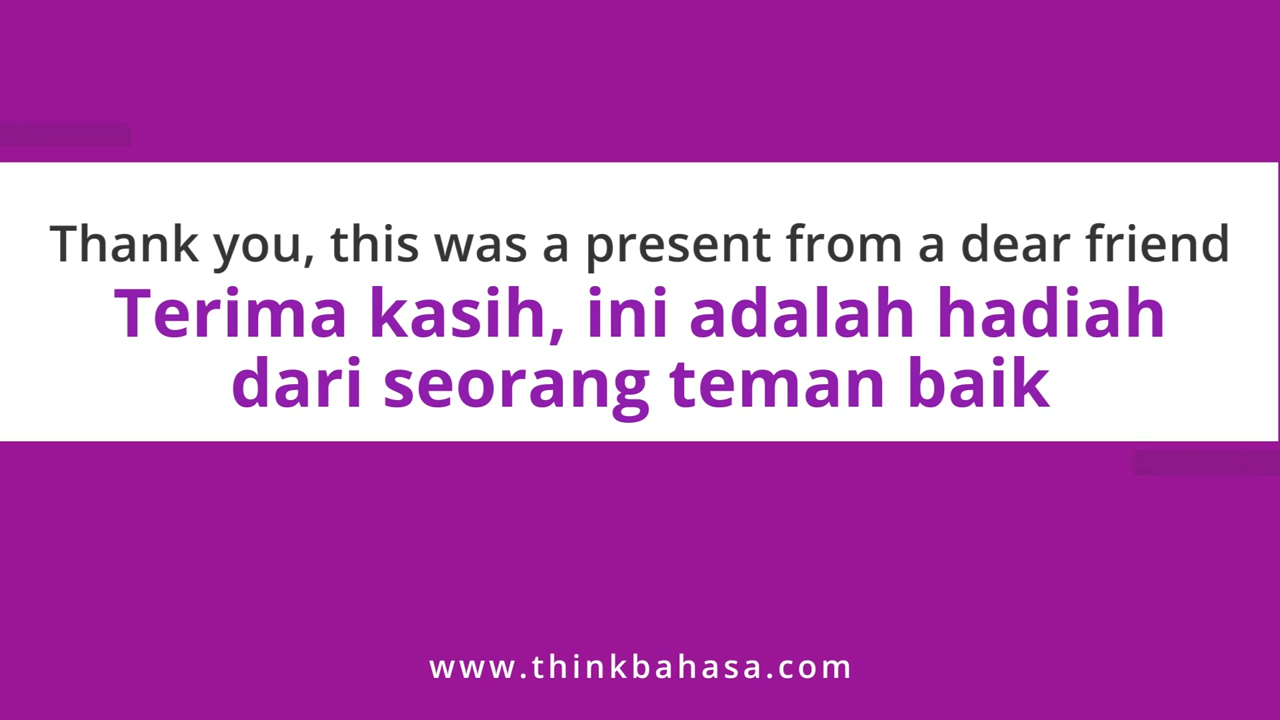 Thank you, this was a present from a dear friend
Terima kasih, ini adalah hadiah
dari seorang teman baik
www.thinkbahasa.com